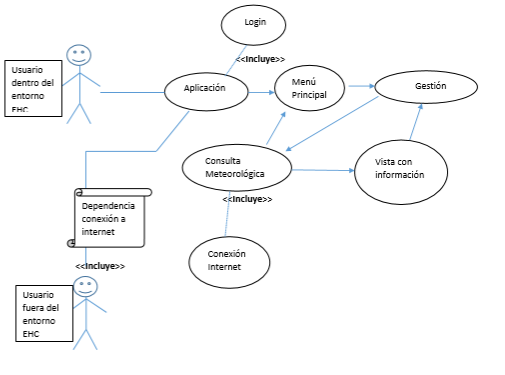 Login
<<Incluye>>
Usuario
dentro del
entorno
EHC
Aplicación
Menú
Principal
Gestión
Consulta
Meteorológica
Vista con
información
<<Incluye>>
Dependencia
conexión a
internet
Conexión
Internet
<<Incluye>>
Usuario
fuera del
entorno
EHC